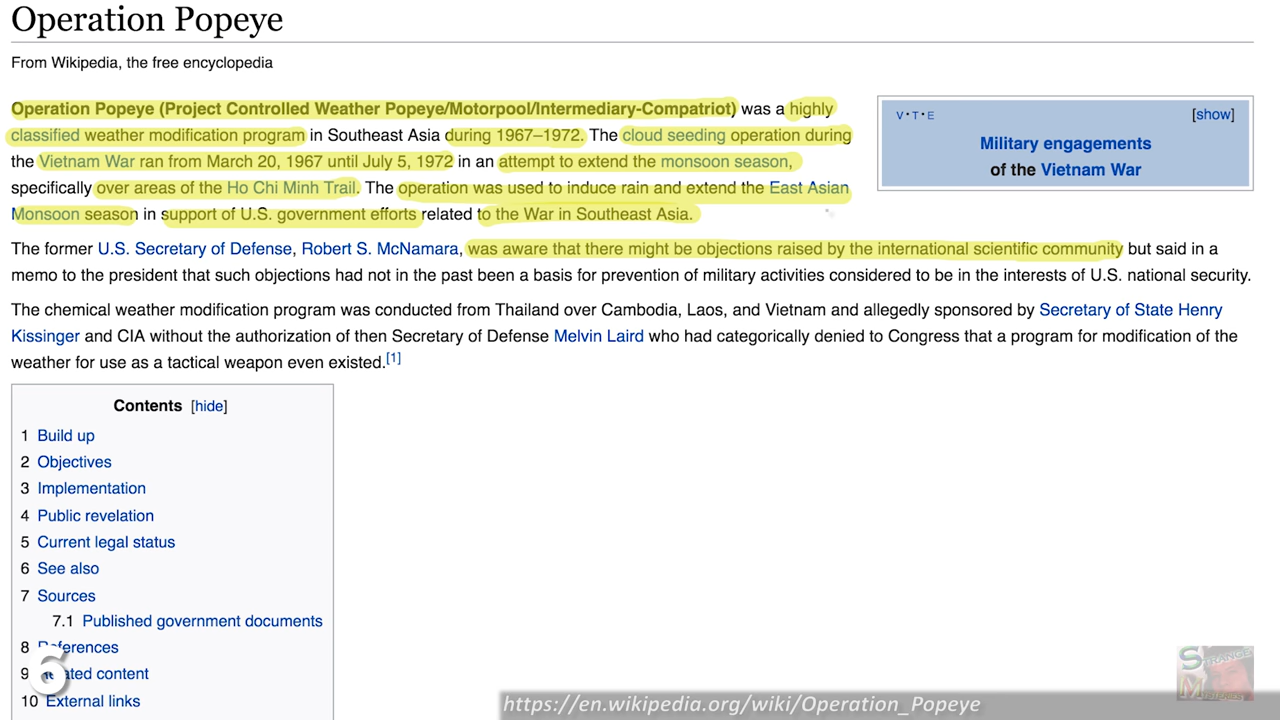 Operation Popeye
From Wikipedia, the free encyclopedia
Operation Popeye (Project Controlled Weather Popeye/Motorpool/Intermediary-Compatriot) was a highly
classified weather modification program in Southeast Asia during 1967–1972. The cloud seeding operation during
the Vietnam War ran from March 20, 1967 until July 5, 1972 in an attempt to extend the monsoon season,
specifically over areas of the Ho Chi Minh Trail. The operation was used to induce rain and extend the East Asian
Monsoon season in support of U.S. government efforts related to the War in Southeast Asia.
V·T·E [show]
Military engagements
of the Vietnam War
The former U.S. Secretary of Defense, Robert S. McNamara, was aware that there might be objections raised by the international scientific community but said in a
memo to the president that such objections had not in the past been a basis for prevention of military activities considered to be in the interests of U.S. national security.
The chemical weather modification program was conducted from Thailand over Cambodia, Laos, and Vietnam and allegedly sponsored by Secretary of State Henry
Kissinger and CIA without the authorization of then Secretary of Defense Melvin Laird who had categorically denied to Congress that a program for modification of the
weather for use as a tactical weapon even existed.[1]
Contents [hide]
1 Build up
2 Objectives
3 Implementation
4 Public revelation
5 Current legal status
6 See also
7 Sources
7.1 Published government documents
8 References
9 content
10 External links
6
STRANGE
https://en.wikipedia.org/wiki/Operation_Popeye